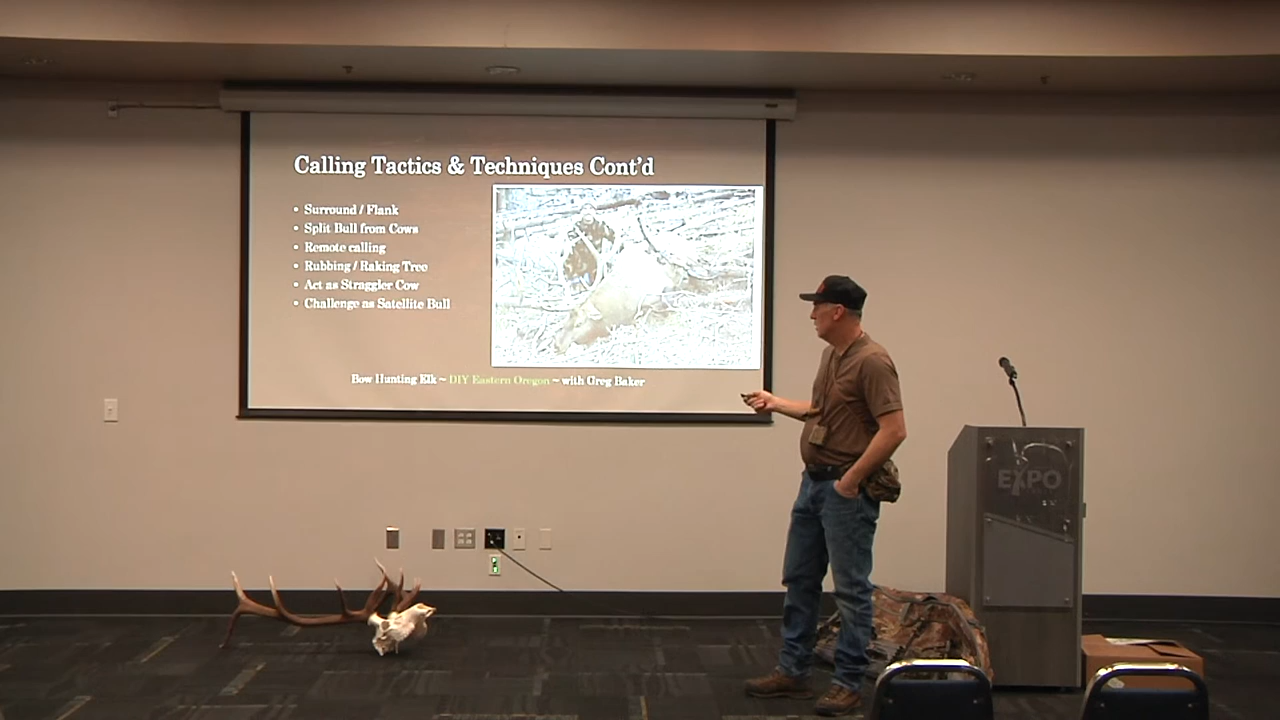 Calling Tactics & Techniques Cont'd
• Surround / Flank
• Split Bull from Cows
• Remote calling
• Rubbing / Raking Tree
• Act as Straggler Cow
• Challenge as Satellite Bull
Bow Hunting Elk ~ DIY Eastern Oregon ~ with Greg Baker
EXPO